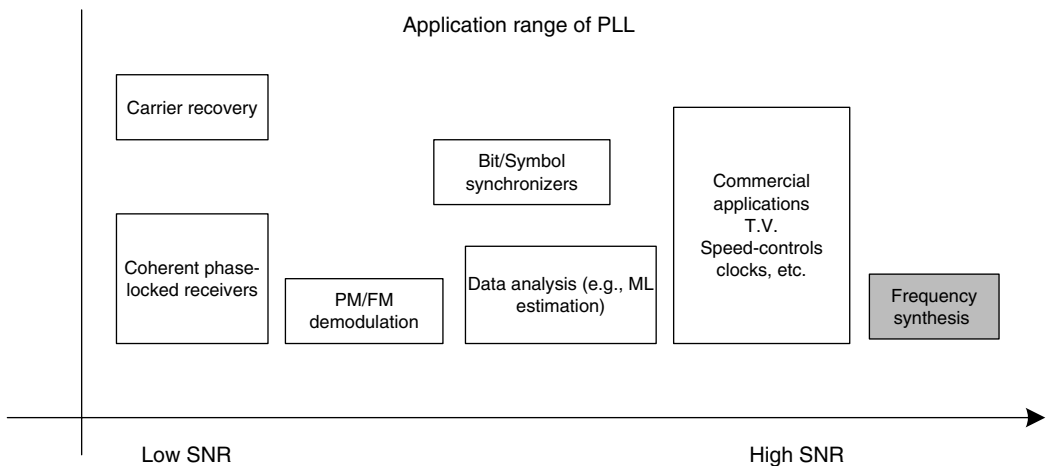 Application range of PLL
Carrier recovery
Bit/Symbol
synchronizers
Commercial
applications
T.V.
Speed-controls
clocks, etc.
Coherent phase-
locked receivers
PM/FM
demodulation
Data analysis (e.g., ML
estimation)
Frequency
synthesis
Low SNR
High SNR